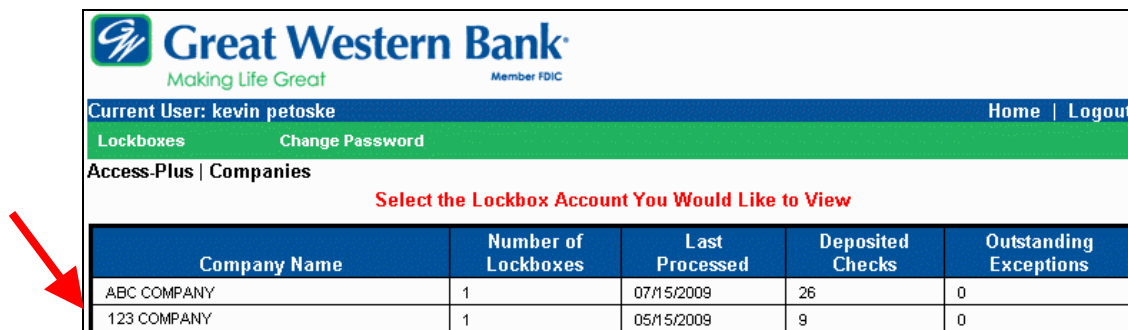 GW Great Western Bank
Making Life Great Member FDIC
Current User: kevin petoske Home | Logout
Lockboxes Change Password
Access-Plus | Companies
Select the Lockbox Account You Would Like to View
Company Name Number of Lockboxes Last Processed Deposited Checks Outstanding Exceptions
ABC COMPANY 1 07/15/2009 26 0
123 COMPANY 1 05/15/2009 9 0